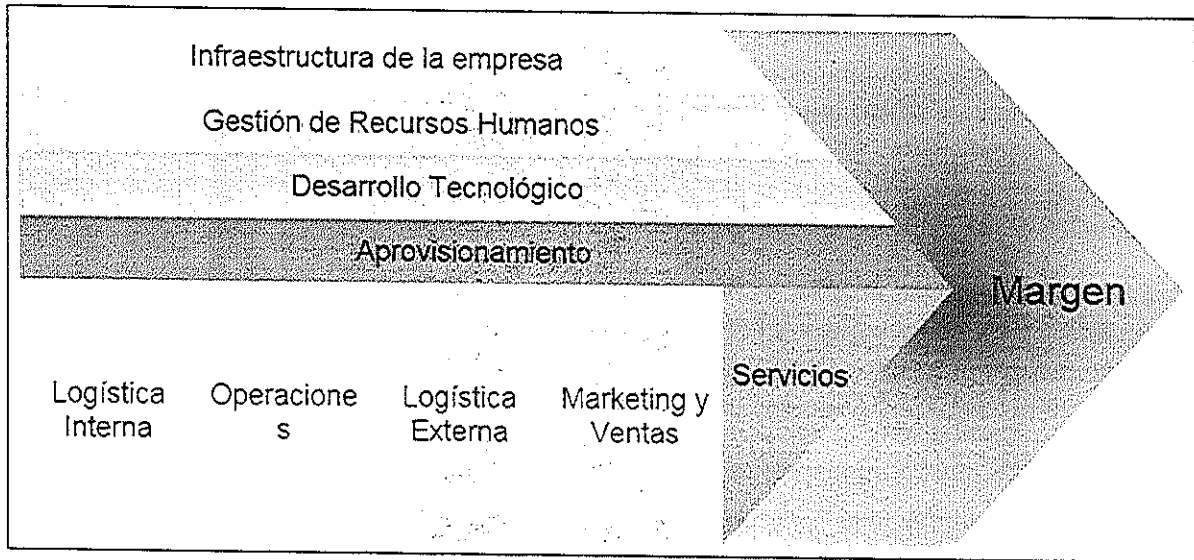 Infraestructura de la empresa
Gestión de Recursos Humanos
Desarrollo Tecnológico
Aprovisionamiento
Margen
Servicios
Logística
Interna
Operacione
s
Logística
Externa
Marketing y
Ventas